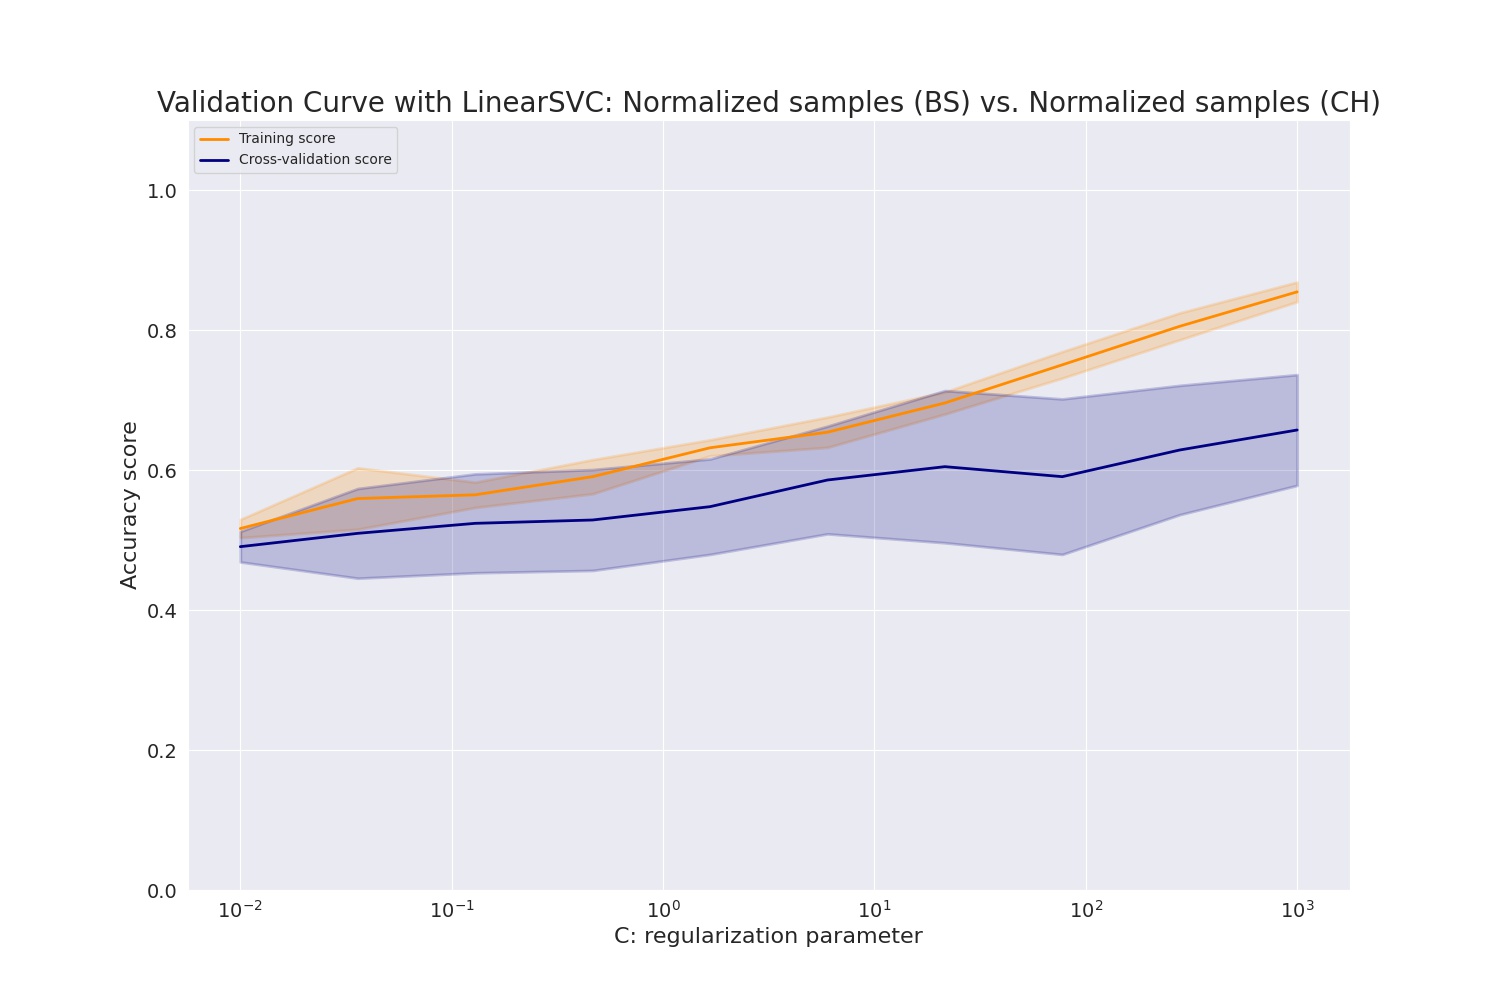 Validation Curve with LinearSVC: Normalized samples (BS) vs. Normalized samples (CH)
Training score
Cross-validation score
Accuracy score
1.0
0.8
0.6
0.4
0.2
0.0
10⁻² 10⁻¹ 10⁰ 10¹ 10² 10³
C: regularization parameter